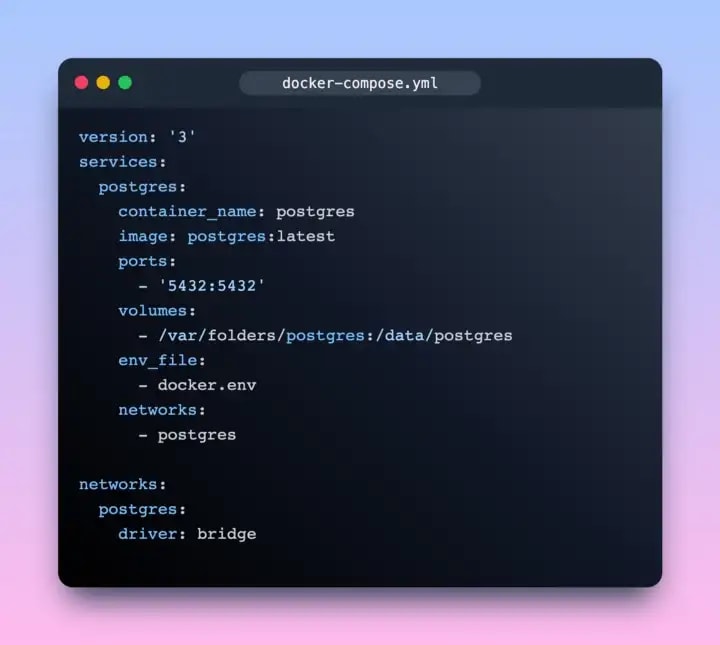 docker-compose.yml
version: '3'
services:
  postgres:
    container_name: postgres
    image: postgres:latest
    ports:
      - '5432:5432'
    volumes:
      - /var/folders/postgres:/data/postgres
    env_file:
      - docker.env
    networks:
      - postgres

networks:
  postgres:
    driver: bridge